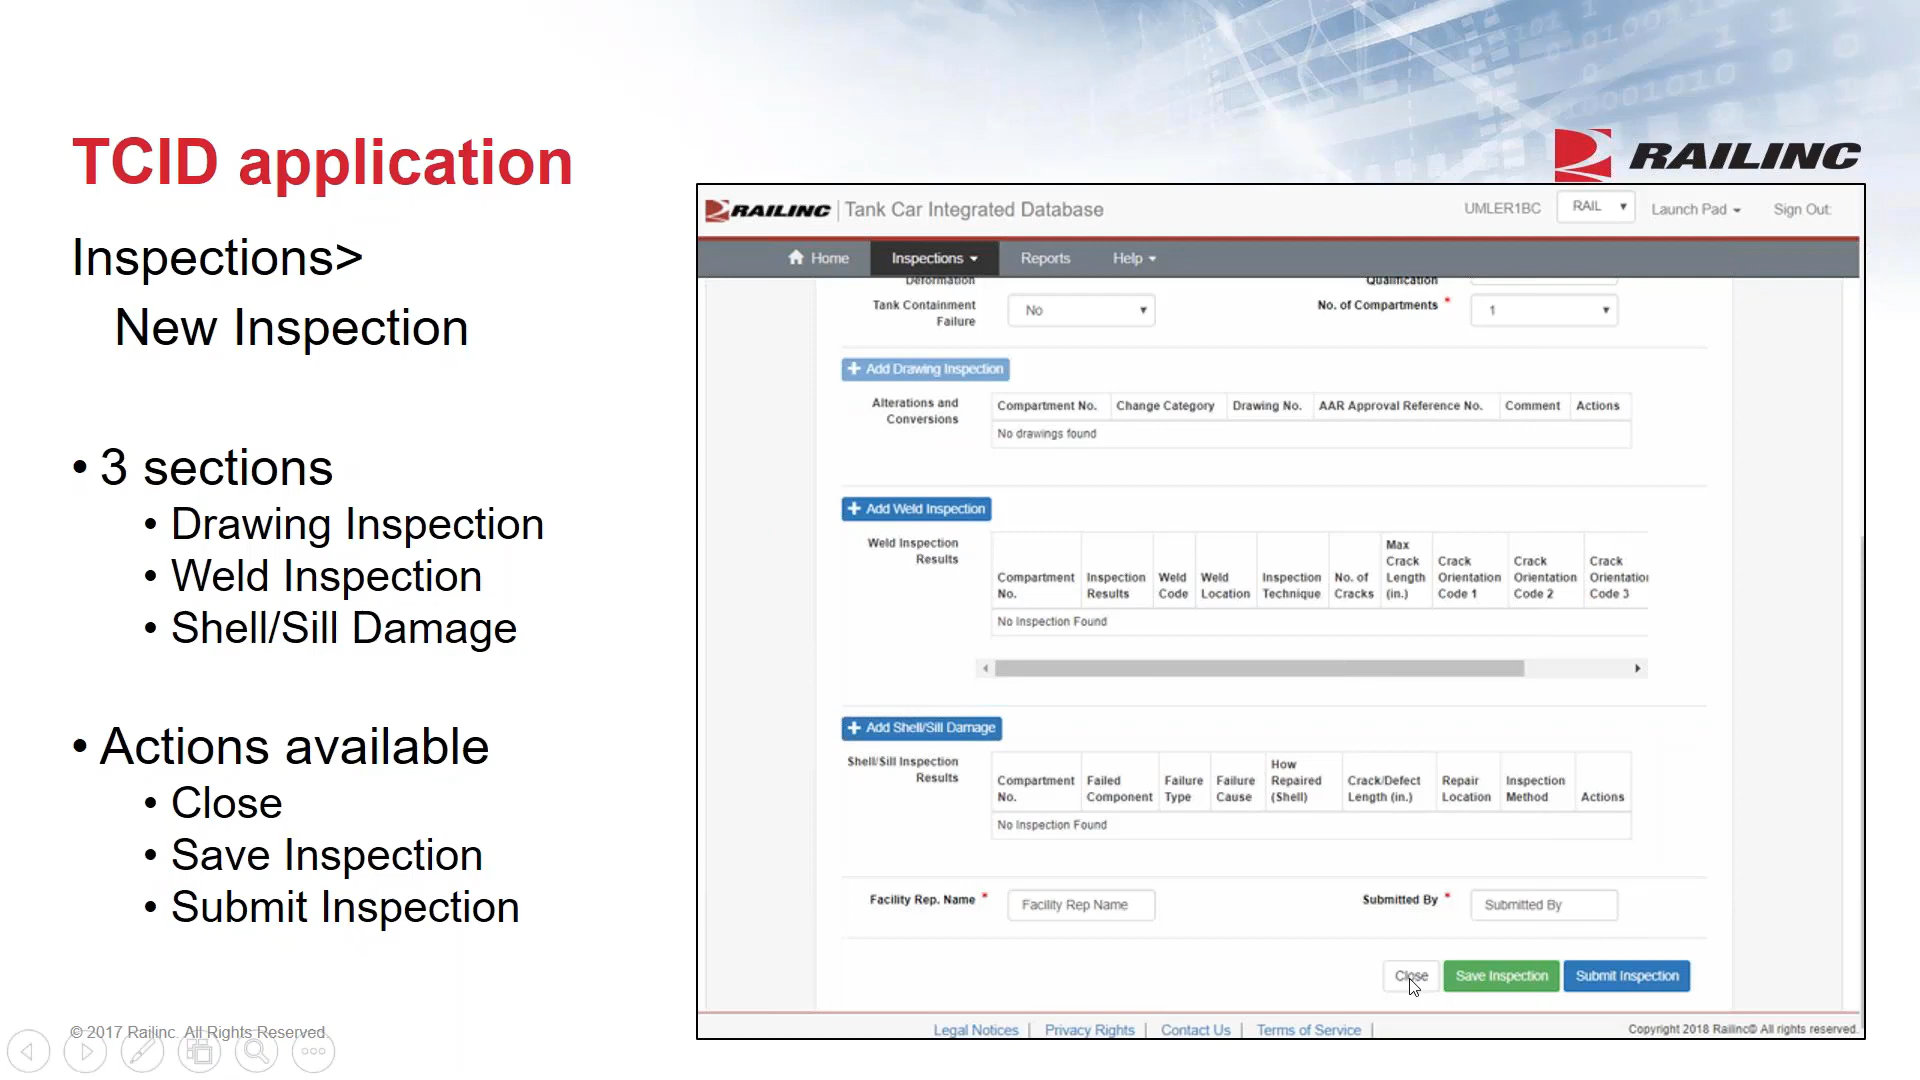 TCID application
Inspections>
New Inspection
• 3 sections
• Drawing Inspection
• Weld Inspection
• Shell/Sill Damage
• Actions available
• Close
• Save Inspection
• Submit Inspection
© 2017 Railinc. All Rights Reserved.
RAILINC
RAILINC | Tank Car Integrated Database
UMLER1BC RAIL Launch Pad Sign Out:
Home Inspections Reports Help
Deformation
Qualification
Tank Containment Failure No
No. of Compartments * 1
+ Add Drawing Inspection
Alterations and Conversions
Compartment No. Change Category Drawing No. AAR Approval Reference No. Comment Actions
No drawings found
+ Add Weld Inspection
Weld Inspection Results
Compartment No. Inspection Results Weld Code Weld Location Inspection Technique No. of Cracks Max Crack Length (in.) Crack Orientation Code 1 Crack Orientation Code 2 Crack Orientation Code 3
No Inspection Found
+ Add Shell/Sill Damage
Shell/Sill Inspection Results
Compartment No. Failed Component Failure Type Failure Cause How Repaired (Shell) Crack/Defect Length (in.) Repair Location Inspection Method Actions
No Inspection Found
Facility Rep. Name * Facility Rep Name
Submitted By * Submitted By
Close Save Inspection Submit Inspection
Legal Notices | Privacy Rights | Contact Us | Terms of Service |
Copyright 2018 Railinc© All rights reserved.